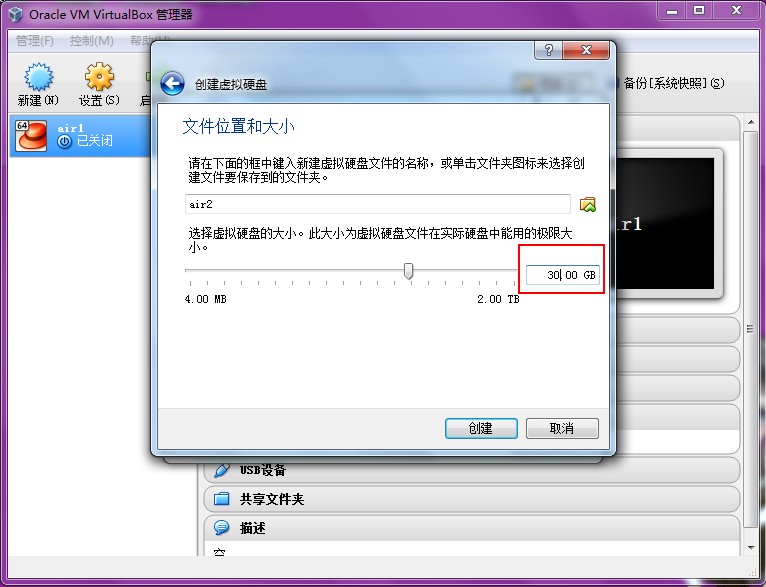 Oracle VM VirtualBox 管理器
管理(F) 控制(M) 帮助(H)
新建(N) 设置(S) 启
备份[系统快照](S)
64
air1
已关闭
?
创建虚拟硬盘
文件位置和大小
请在下面的框中键入新建虚拟硬盘文件的名称，或单击文件夹图标来选择创
建文件要保存到的文件夹。
air2
选择虚拟硬盘的大小。此大小为虚拟硬盘文件在实际硬盘中能用的极限大
小。
30.00 GB
4.00 MB 2.00 TB
创建 取消
r1
USB设备
共享文件夹
描述
空